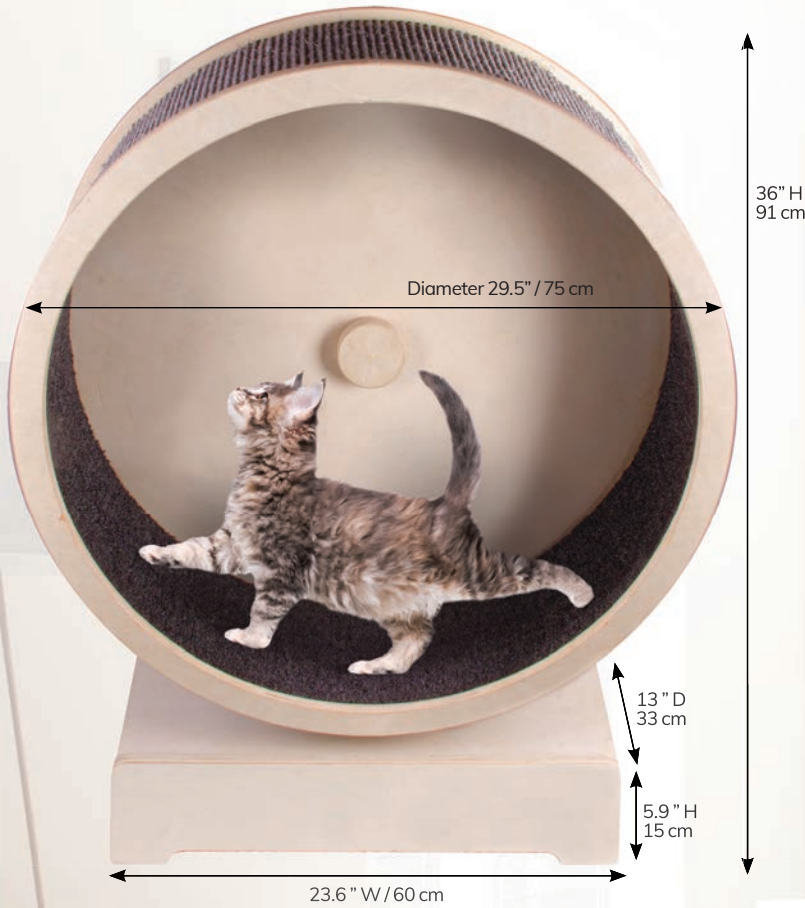 36” H
91 cm
Diameter 29.5” / 75 cm
13 ” D
33 cm
5.9 ” H
15 cm
23.6 ” W / 60 cm